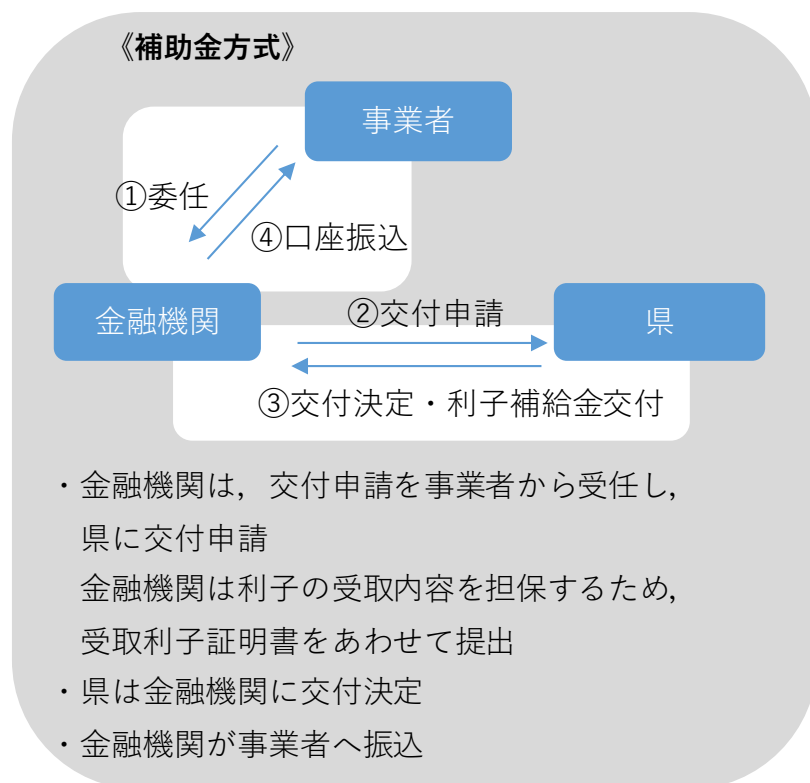 《補助金方式》
事業者
①委任
④口座振込
金融機関
②交付申請
県
③交付決定・利子補給金交付
・金融機関は，交付申請を事業者から受任し，
県に交付申請
金融機関は利子の受取内容を担保するため，
受取利子証明書をあわせて提出
・県は金融機関に交付決定
・金融機関が事業者へ振込